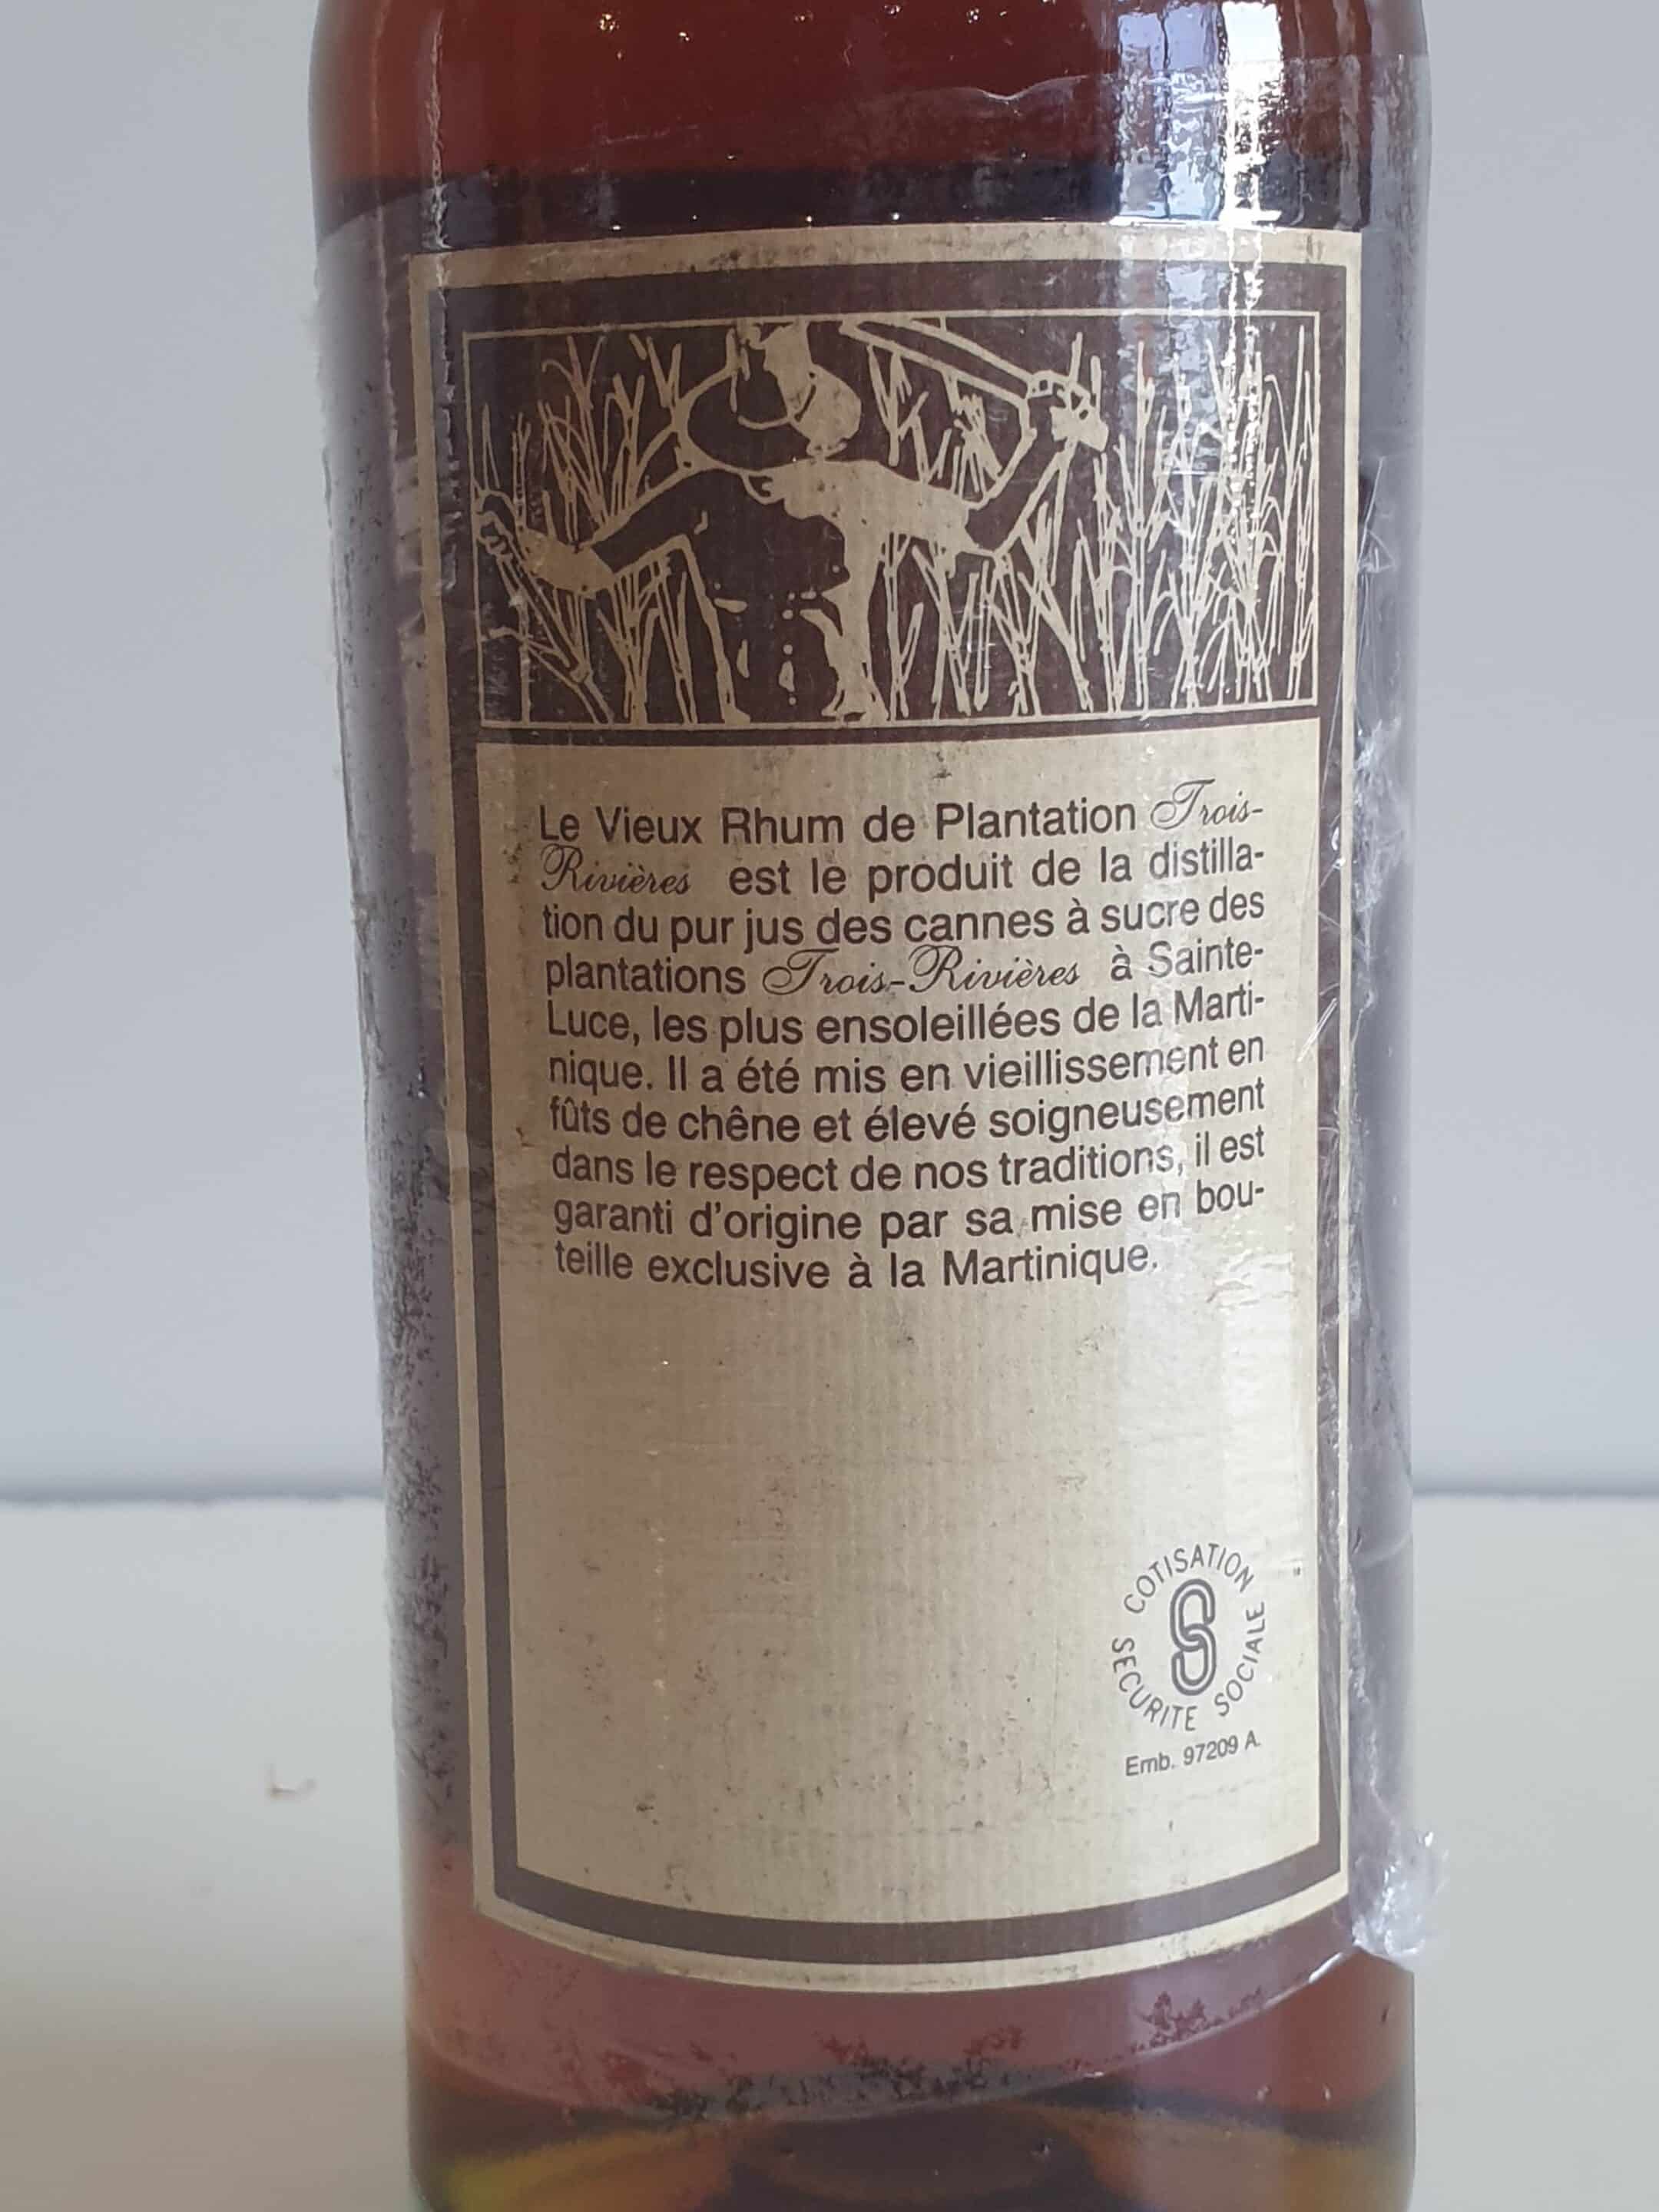 Le Vieux Rhum de Plantation Trois-
Rivières est le produit de la distilla-
tion du pur jus des cannes à sucre des
plantations Trois-Rivières à Sainte-
Luce, les plus ensoleillées de la Marti-
nique. Il a été mis en vieillissement en
fûts de chêne et élevé soigneusement
dans le respect de nos traditions, il est
garanti d'origine par sa mise en bou-
teille exclusive à la Martinique.
COTISATION
SECURITE SOCIALE
Emb. 97209 A.